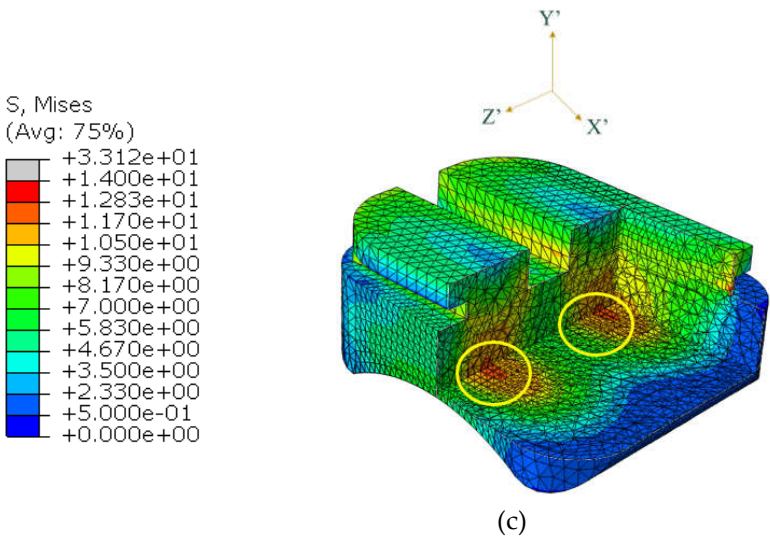 Y'
Z'
X'
S, Mises
(Avg: 75%)
+3.312e+01
+1.400e+01
+1.283e+01
+1.170e+01
+1.050e+01
+9.330e+00
+8.170e+00
+7.000e+00
+5.830e+00
+4.670e+00
+3.500e+00
+2.330e+00
+5.000e-01
+0.000e+00
(c)